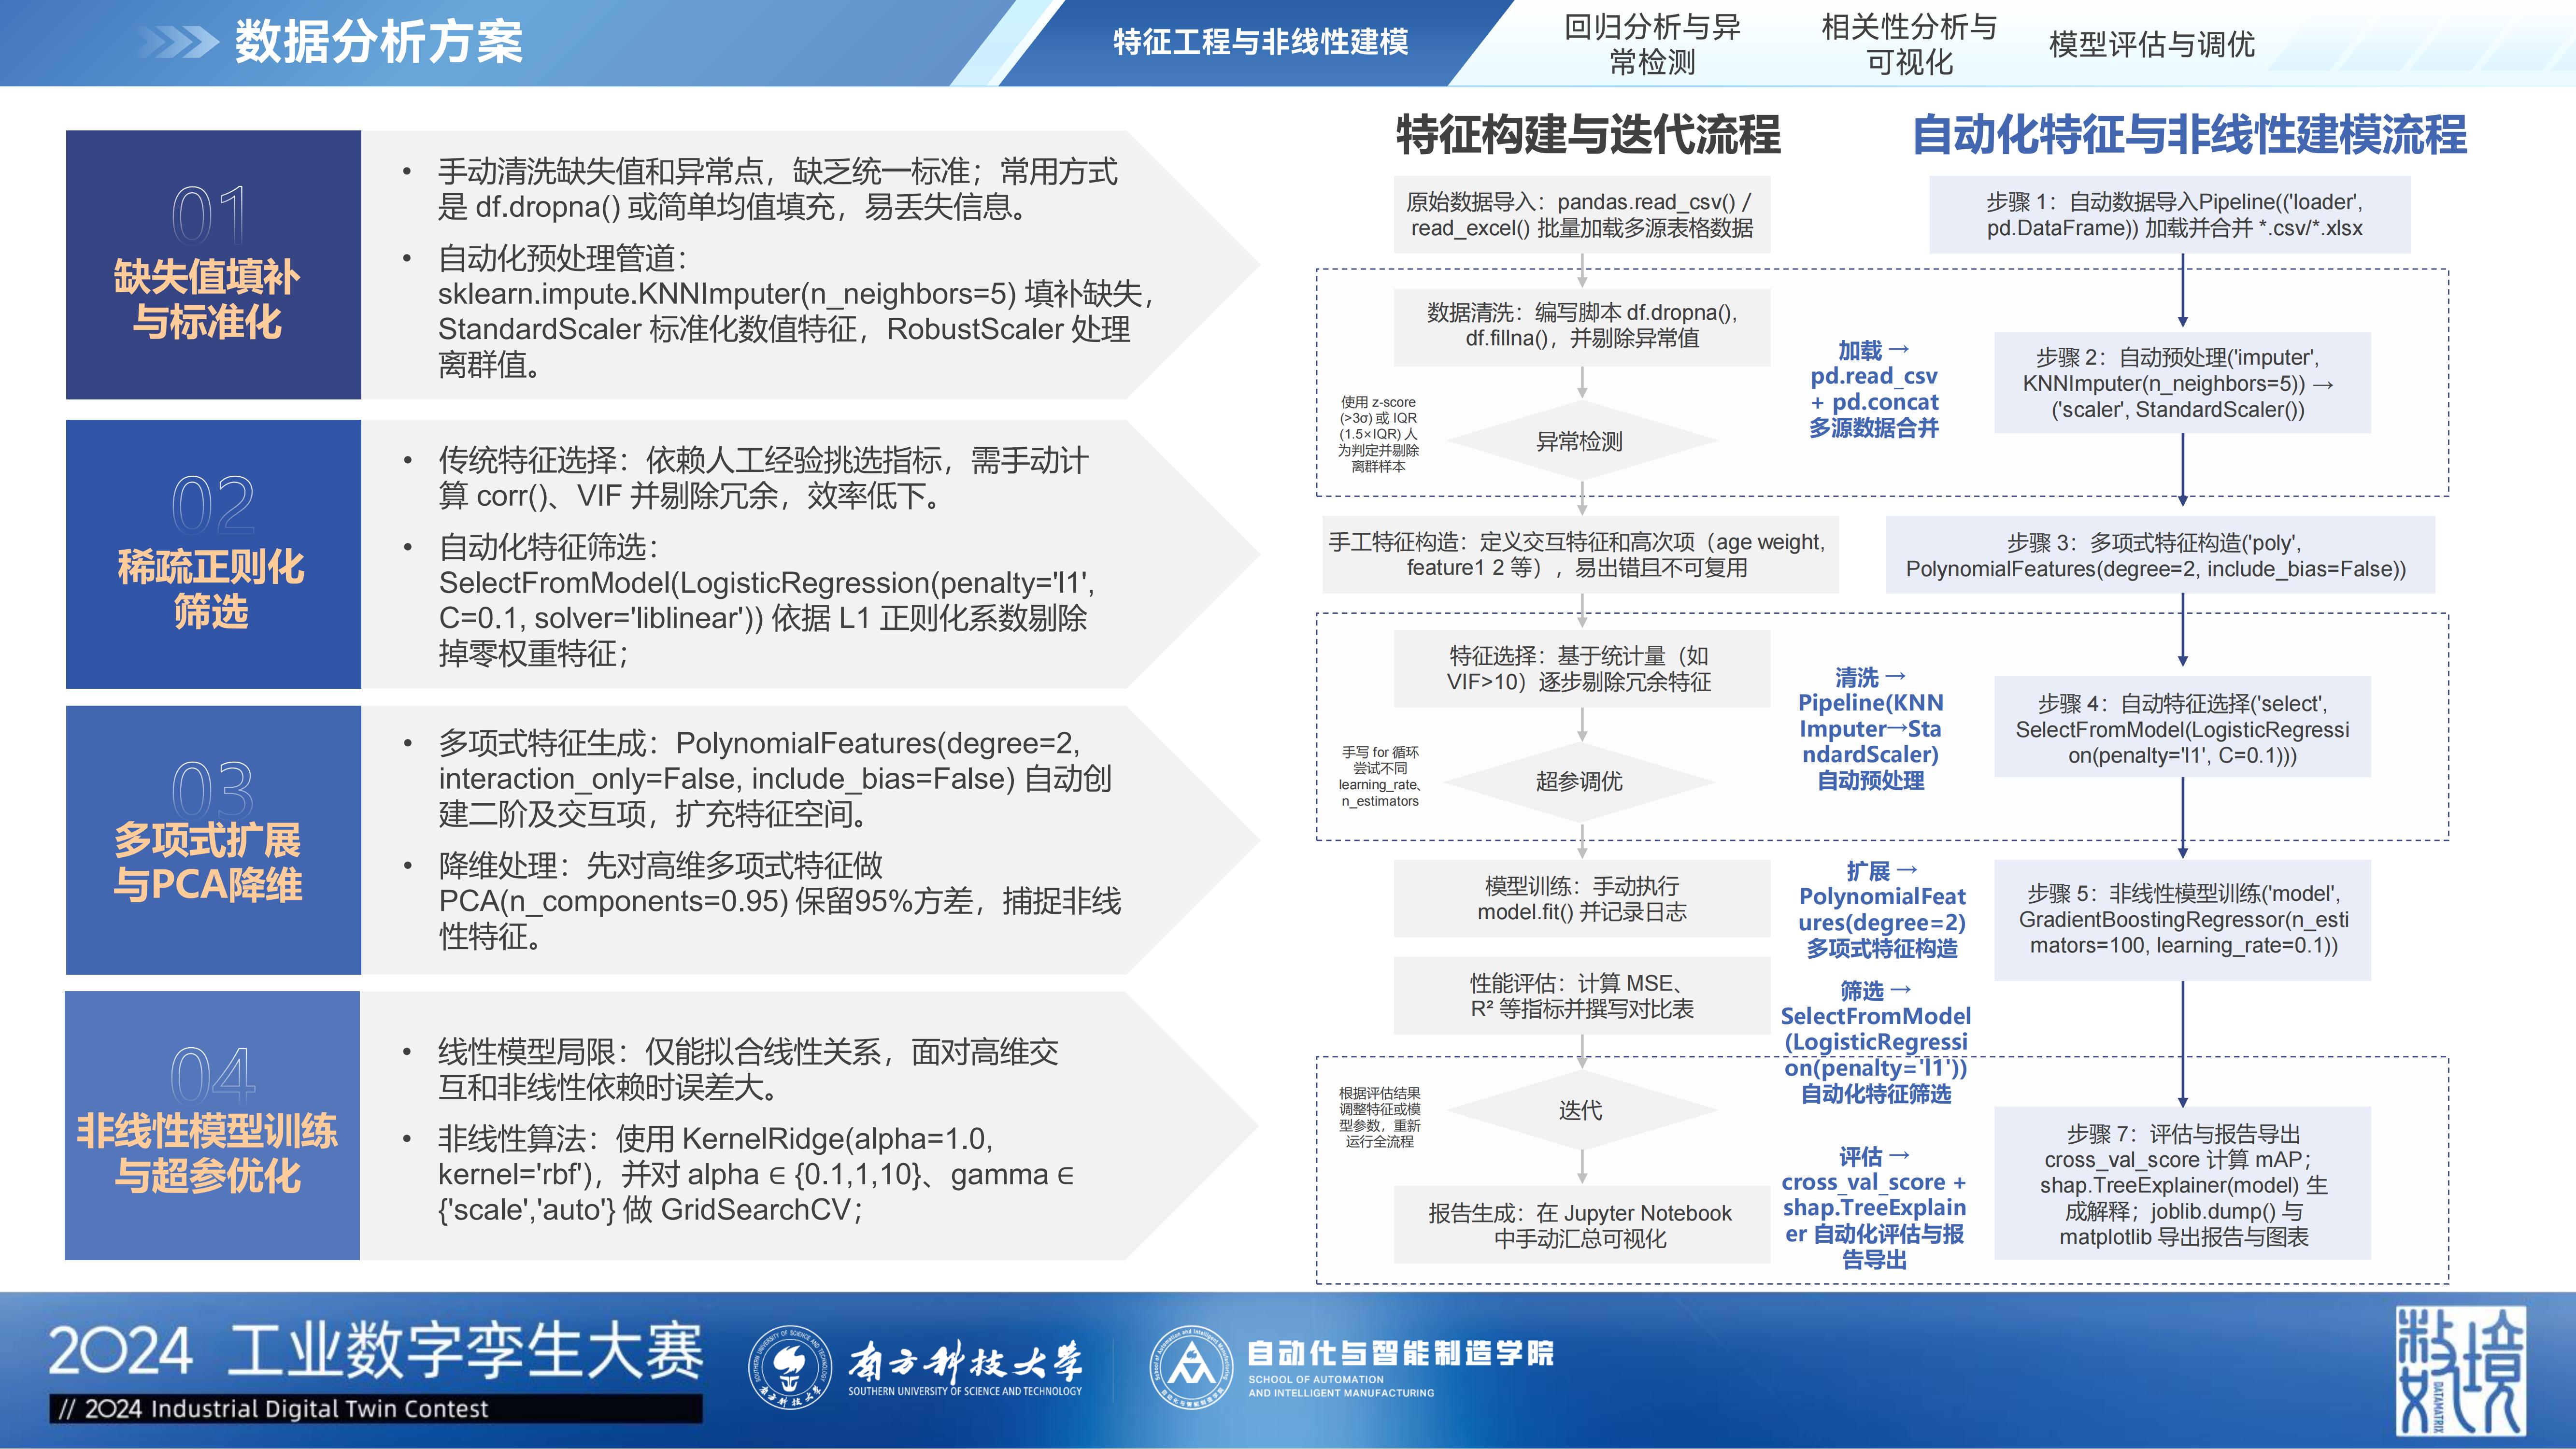 数据分析方案
特征工程与非线性建模
回归分析与异
常检测
相关性分析与
可视化
模型评估与调优
01
缺失值填补
与标准化
• 手动清洗缺失值和异常点，缺乏统一标准；常用方式
是 df.dropna() 或简单均值填充，易丢失信息。
• 自动化预处理管道：
sklearn.impute.KNNImputer(n_neighbors=5) 填补缺失，
StandardScaler 标准化数值特征，RobustScaler 处理
离群值。
02
稀疏正则化
筛选
• 传统特征选择：依赖人工经验挑选指标，需手动计
算 corr()、VIF 并剔除冗余，效率低下。
• 自动化特征筛选：
SelectFromModel(LogisticRegression(penalty='l1',
C=0.1, solver='liblinear')) 依据 L1 正则化系数剔除
掉零权重特征；
03
多项式扩展
与PCA降维
• 多项式特征生成：PolynomialFeatures(degree=2,
interaction_only=False, include_bias=False) 自动创
建二阶及交互项，扩充特征空间。
• 降维处理：先对高维多项式特征做
PCA(n_components=0.95) 保留95%方差，捕捉非线
性特征。
04
非线性模型训练
与超参优化
• 线性模型局限：仅能拟合线性关系，面对高维交
互和非线性依赖时误差大。
• 非线性算法：使用 KernelRidge(alpha=1.0,
kernel='rbf')，并对 alpha ∈ {0.1,1,10}、gamma ∈
{'scale','auto'} 做 GridSearchCV；
特征构建与迭代流程
原始数据导入：pandas.read_csv() /
read_excel() 批量加载多源表格数据
数据清洗：编写脚本 df.dropna(),
df.fillna()，并剔除异常值
使用 z-score
(>3σ) 或 IQR
(1.5×IQR) 人
为判定并剔除
离群样本
异常检测
手工特征构造：定义交互特征和高次项（age weight,
feature1 2 等），易出错且不可复用
特征选择：基于统计量（如
VIF>10）逐步剔除冗余特征
手写 for 循环
尝试不同
learning_rate、
n_estimators
超参调优
模型训练：手动执行
model.fit() 并记录日志
性能评估：计算 MSE、
R² 等指标并撰写对比表
根据评估结果
调整特征或模
型参数，重新
运行全流程
迭代
报告生成：在 Jupyter Notebook
中手动汇总可视化
加载 →
pd.read_csv
+ pd.concat
多源数据合并
清洗 →
Pipeline(KNN
Imputer→Sta
ndardScaler)
自动预处理
扩展 →
PolynomialFeat
ures(degree=2)
多项式特征构造
筛选 →
SelectFromModel
(LogisticRegressi
on(penalty='l1'))
自动化特征筛选
评估 →
cross_val_score +
shap.TreeExplain
er 自动化评估与报
告导出
自动化特征与非线性建模流程
步骤 1：自动数据导入Pipeline(('loader',
pd.DataFrame)) 加载并合并 *.csv/*.xlsx
步骤 2：自动预处理('imputer',
KNNImputer(n_neighbors=5)) →
('scaler', StandardScaler())
步骤 3：多项式特征构造('poly',
PolynomialFeatures(degree=2, include_bias=False))
步骤 4：自动特征选择('select',
SelectFromModel(LogisticRegressi
on(penalty='l1', C=0.1)))
步骤 5：非线性模型训练('model',
GradientBoostingRegressor(n_esti
mators=100, learning_rate=0.1))
步骤 7：评估与报告导出
cross_val_score 计算 mAP；
shap.TreeExplainer(model) 生
成解释；joblib.dump() 与
matplotlib 导出报告与图表
2024 工业数字孪生大赛
// 2024 Industrial Digital Twin Contest
南方科技大学
SOUTHERN UNIVERSITY OF SCIENCE AND TECHNOLOGY
自动化与智能制造学院
SCHOOL OF AUTOMATION
AND INTELLIGENT MANUFACTURING
数境
DATAMATRIX